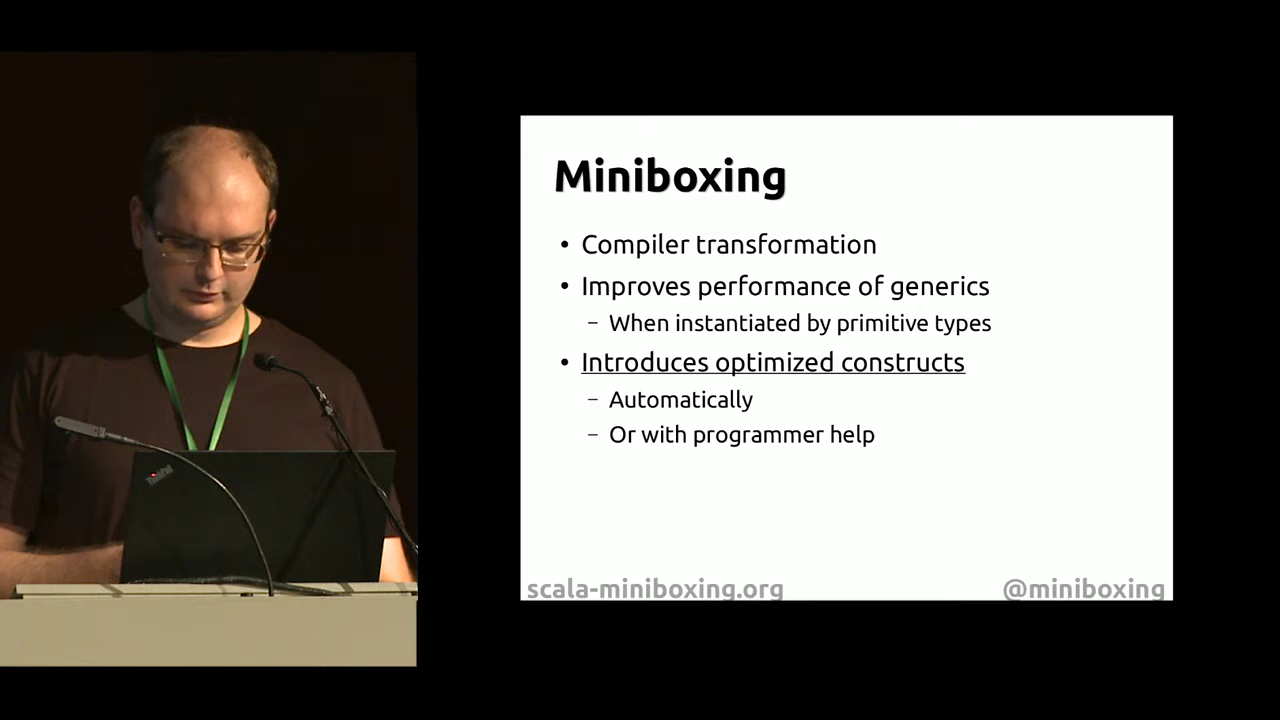 Miniboxing
• Compiler transformation
• Improves performance of generics
– When instantiated by primitive types
• Introduces optimized constructs
– Automatically
– Or with programmer help
scala-miniboxing.org
@miniboxing
ThinkPad